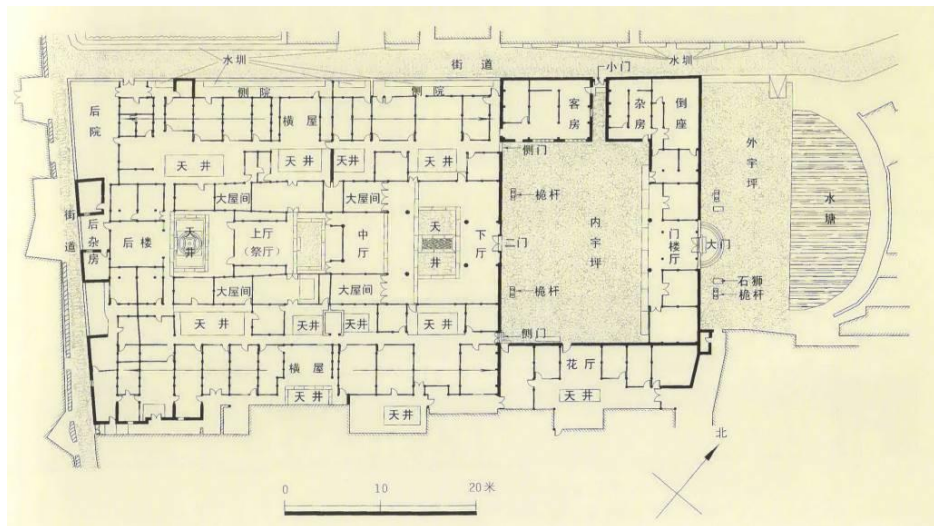 水圳
街道
小门
水圳
后院
侧院
侧院
横屋
客房
杂房
倒座
外宇坪
天井
天井
天井
天井
侧门
大屋间
大屋间
桅杆
水塘
街道
后杂房
后楼
天井
上厅
(祭厅)
中厅
天井
下厅
二门
内宇坪
门楼厅
大门
大屋间
大屋间
桅杆
石狮
桅杆
天井
天井
天井
天井
侧门
横屋
花厅
天井
天井
天井
北
0 10 20米